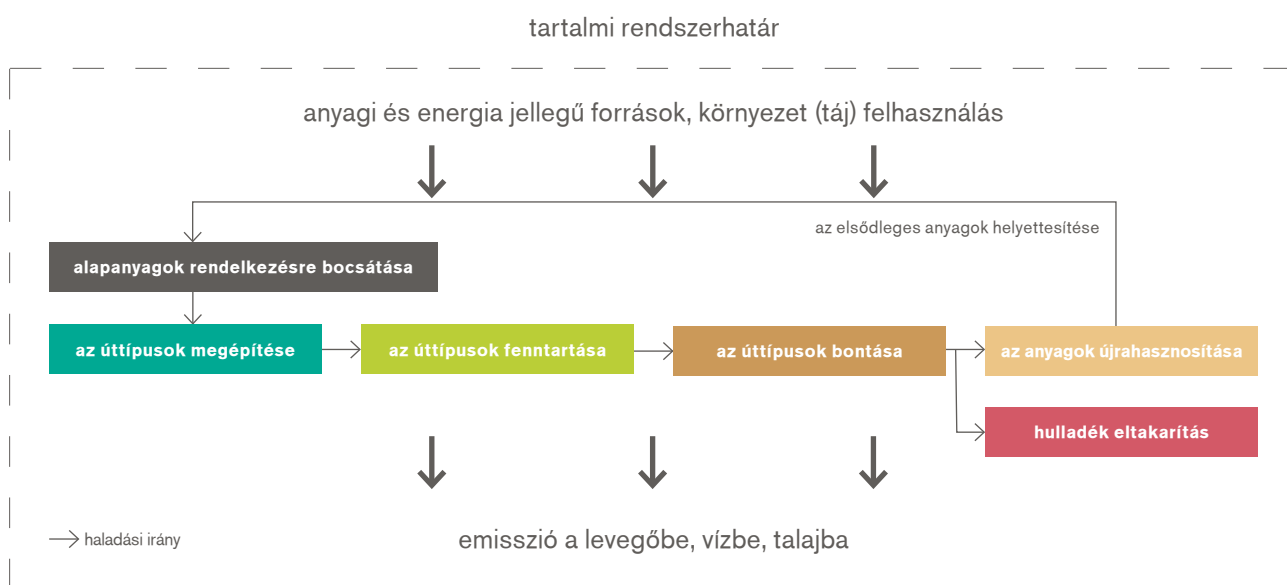 tartalmi rendszerhatár
anyagi és energia jellegű források, környezet (táj) felhasználás
az elsődleges anyagok helyettesítése
alapanyagok rendelkezésre bocsátása
az úttípusok megépítése
az úttípusok fenntartása
az úttípusok bontása
az anyagok újrahasznosítása
hulladék eltakarítás
haladási irány
emisszió a levegőbe, vízbe, talajba